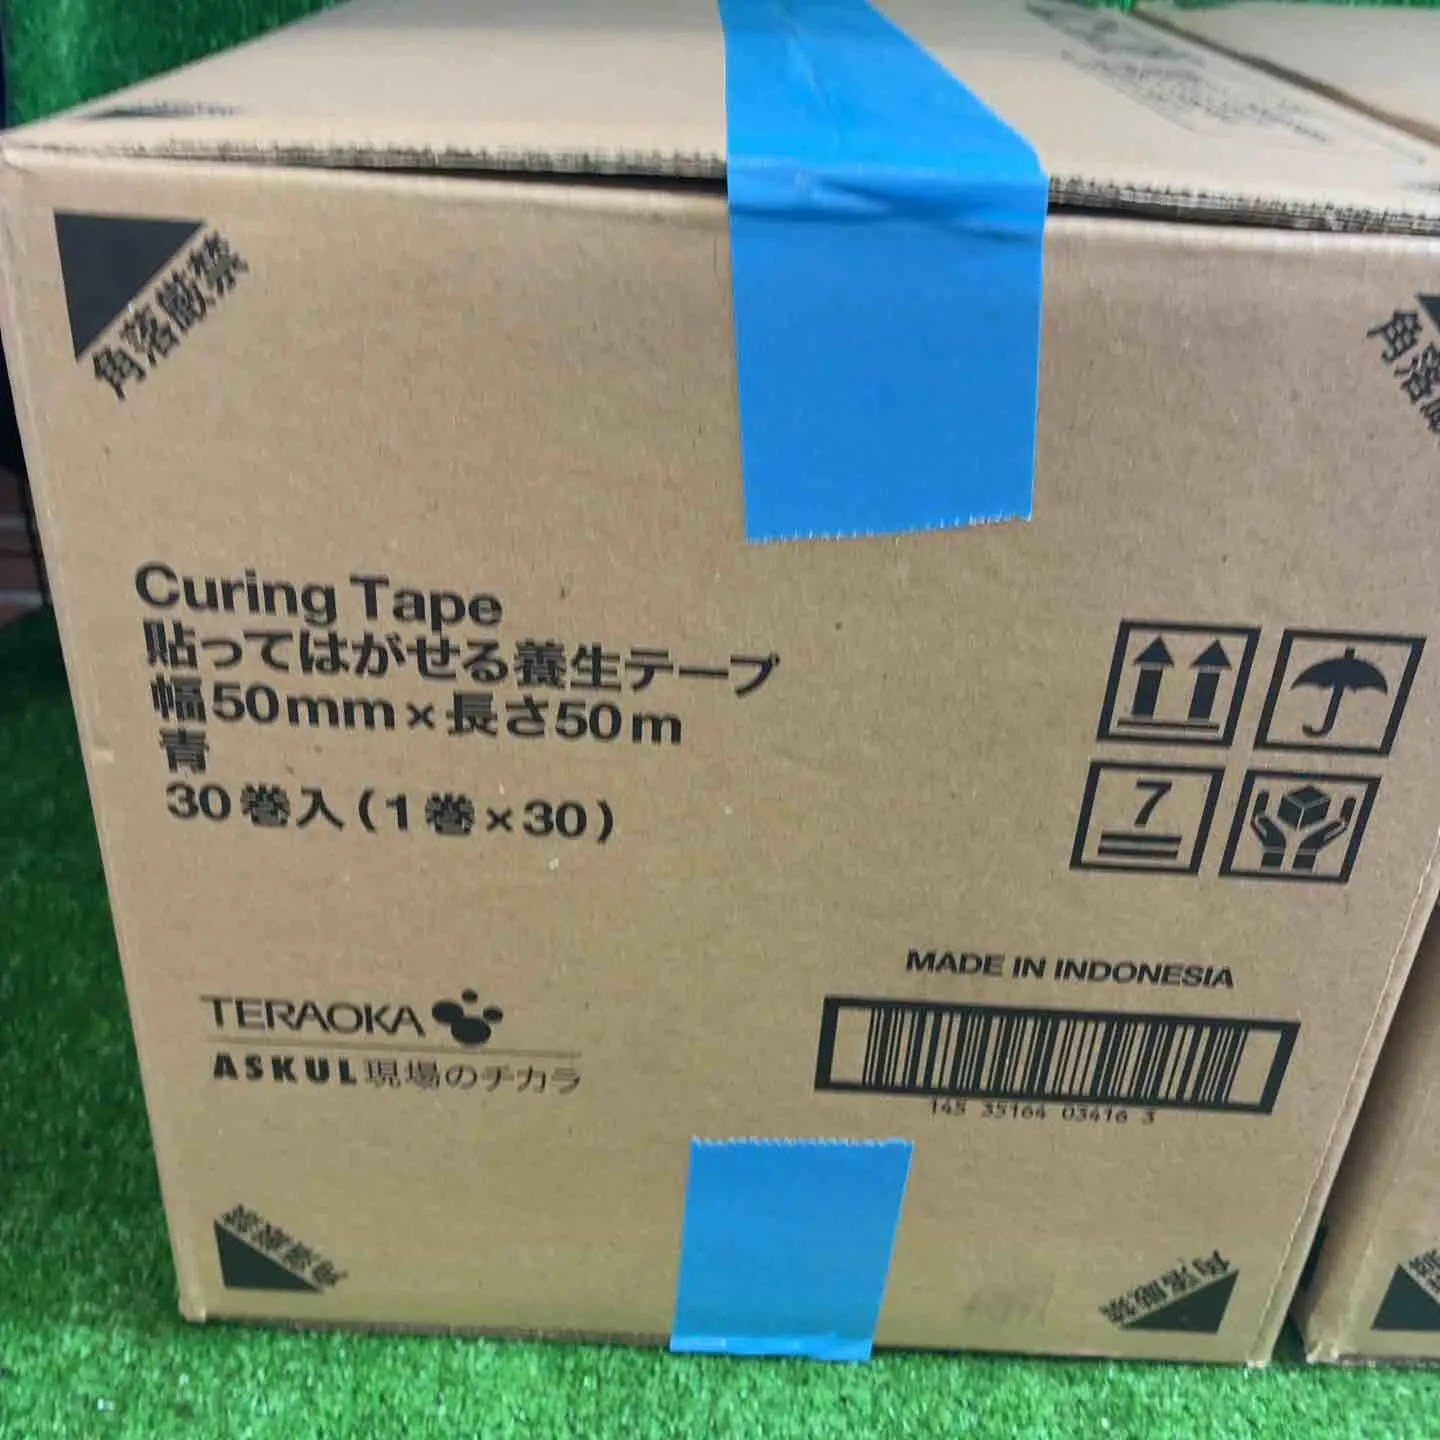 角落厳禁
角落
Curing Tape
貼ってはがせる養生テープ
幅50mm×長さ50m
青
30巻入(1巻×30)
7
MADE IN INDONESIA
TERAOKA
ASKUL現場のチカラ
145 35164 03416 3
角落厳禁
角落厳禁